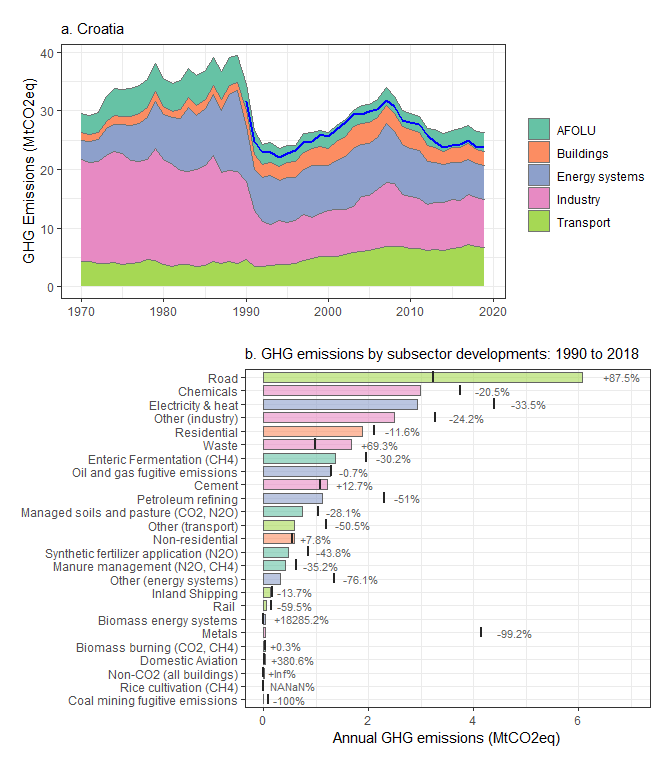 a. Croatia
GHG Emissions (MtCO2eq)
40
30
20
10
0
1970 1980 1990 2000 2010 2020
AFOLU
Buildings
Energy systems
Industry
Transport
b. GHG emissions by subsector developments: 1990 to 2018
Road +87.5%
Chemicals -20.5%
Electricity & heat -33.5%
Other (industry) -24.2%
Residential -11.6%
Waste +69.3%
Enteric Fermentation (CH4) -30.2%
Oil and gas fugitive emissions -0.7%
Cement +12.7%
Petroleum refining -51%
Managed soils and pasture (CO2, N2O) -28.1%
Other (transport) -50.5%
Non-residential +7.8%
Synthetic fertilizer application (N2O) -43.8%
Manure management (N2O, CH4) -35.2%
Other (energy systems) -76.1%
Inland Shipping -13.7%
Rail -59.5%
Biomass energy systems +18285.2%
Metals -99.2%
Biomass burning (CO2, CH4) +0.3%
Domestic Aviation +380.6%
Non-CO2 (all buildings) +Inf%
Rice cultivation (CH4) NANaN%
Coal mining fugitive emissions -100%
0 2 4 6
Annual GHG emissions (MtCO2eq)